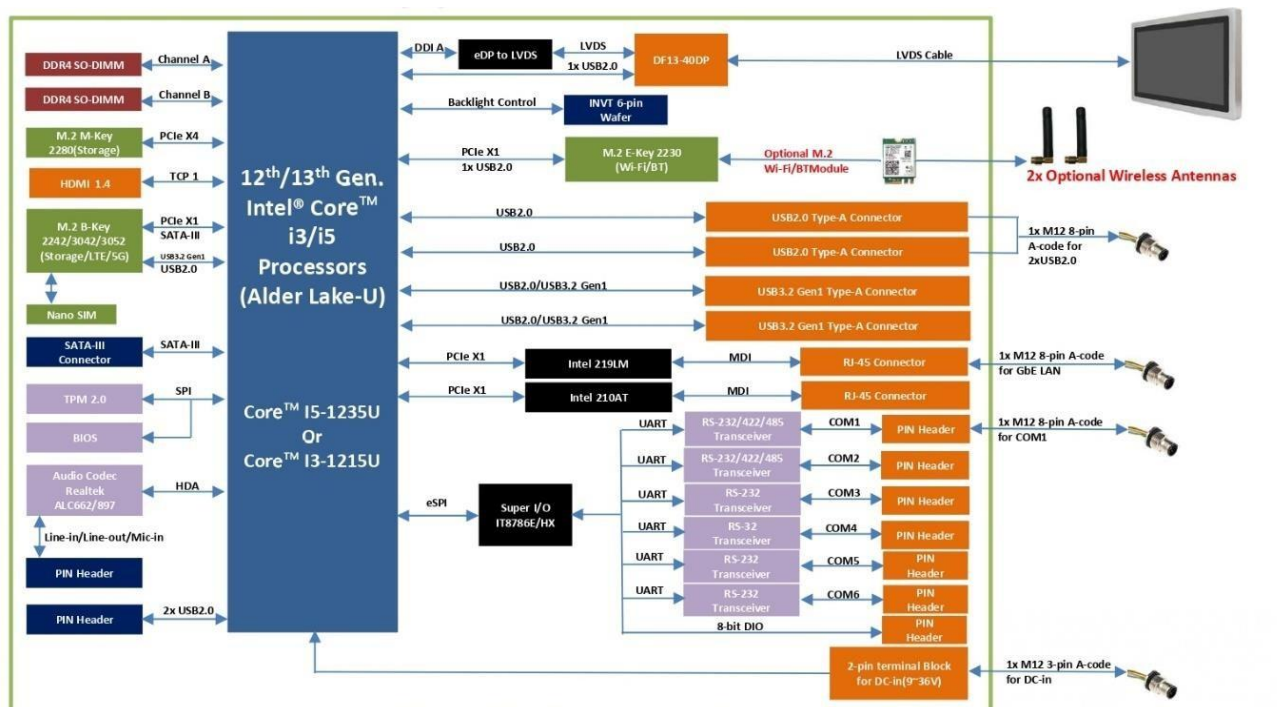 DDR4 SO-DIMM
Channel A
DDR4 SO-DIMM
Channel B
M.2 M-Key
2280(Storage)
PCIe X4
HDMI 1.4
TCP 1
M.2 B-Key
2242/3042/3052
(Storage/LTE/5G)
PCIe X1
SATA-III
USB3.2 Gen1
USB2.0
Nano SIM
SATA-III
Connector
SATA-III
TPM 2.0
SPI
BIOS
Audio Codec
Realtek
ALC662/897
HDA
Line-in/Line-out/Mic-in
PIN Header
PIN Header
2x USB2.0
12th/13th Gen.
Intel® Core™
i3/i5
Processors
(Alder Lake-U)
Core™ I5-1235U
Or
Core™ I3-1215U
DDI A
eDP to LVDS
LVDS
1x USB2.0
DF13-40DP
LVDS Cable
Backlight Control
INVT 6-pin
Wafer
PCIe X1
1x USB2.0
M.2 E-Key 2230
(Wi-Fi/BT)
Optional M.2
Wi-Fi/BTModule
2x Optional Wireless Antennas
USB2.0
USB2.0 Type-A Connector
USB2.0
USB2.0 Type-A Connector
1x M12 8-pin
A-code for
2xUSB2.0
USB2.0/USB3.2 Gen1
USB3.2 Gen1 Type-A Connector
USB2.0/USB3.2 Gen1
USB3.2 Gen1 Type-A Connector
PCIe X1
Intel 219LM
MDI
RJ-45 Connector
1x M12 8-pin A-code
for GbE LAN
PCIe X1
Intel 210AT
MDI
RJ-45 Connector
eSPI
Super I/O
IT8786E/HX
UART
RS-232/422/485
Transceiver
COM1
PIN Header
1x M12 8-pin A-code
for COM1
UART
RS-232/422/485
Transceiver
COM2
PIN Header
UART
RS-232
Transceiver
COM3
PIN Header
UART
RS-32
Transceiver
COM4
PIN Header
UART
RS-232
Transceiver
COM5
PIN
Header
UART
RS-232
Transceiver
COM6
PIN
Header
8-bit DIO
PIN
Header
2-pin terminal Block
for DC-in(9~36V)
1x M12 3-pin A-code
for DC-in